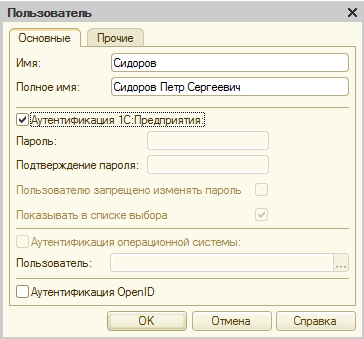 Пользователь
Основные Прочие
Имя: Сидоров
Полное имя: Сидоров Петр Сергеевич
Аутентификация 1С:Предприятия:
Пароль:
Подтверждение пароля:
Пользователю запрещено изменять пароль
Показывать в списке выбора
Аутентификация операционной системы:
Пользователь: ...
Аутентификация OpenID
OK Отмена Справка